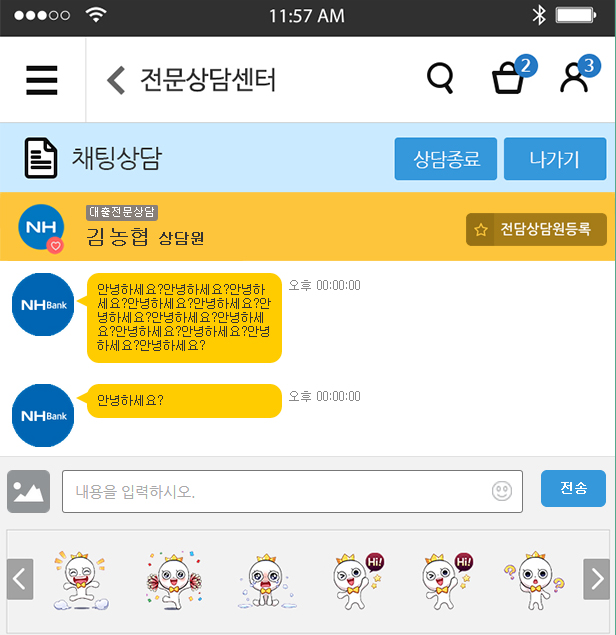 11:57 AM
전문상담센터
2
3
채팅상담
상담종료
나가기
NH
대출전문상담
김농협 상담원
전담상담원등록
NH Bank
안녕하세요?안녕하세요?안녕하
세요?안녕하세요?안녕하세요?안
녕하세요?안녕하세요?안녕하세
요?안녕하세요?안녕하세요?안녕
하세요?안녕하세요?
오후 00:00:00
NH Bank
안녕하세요?
오후 00:00:00
내용을 입력하시오.
전송
Hi!
Hi!